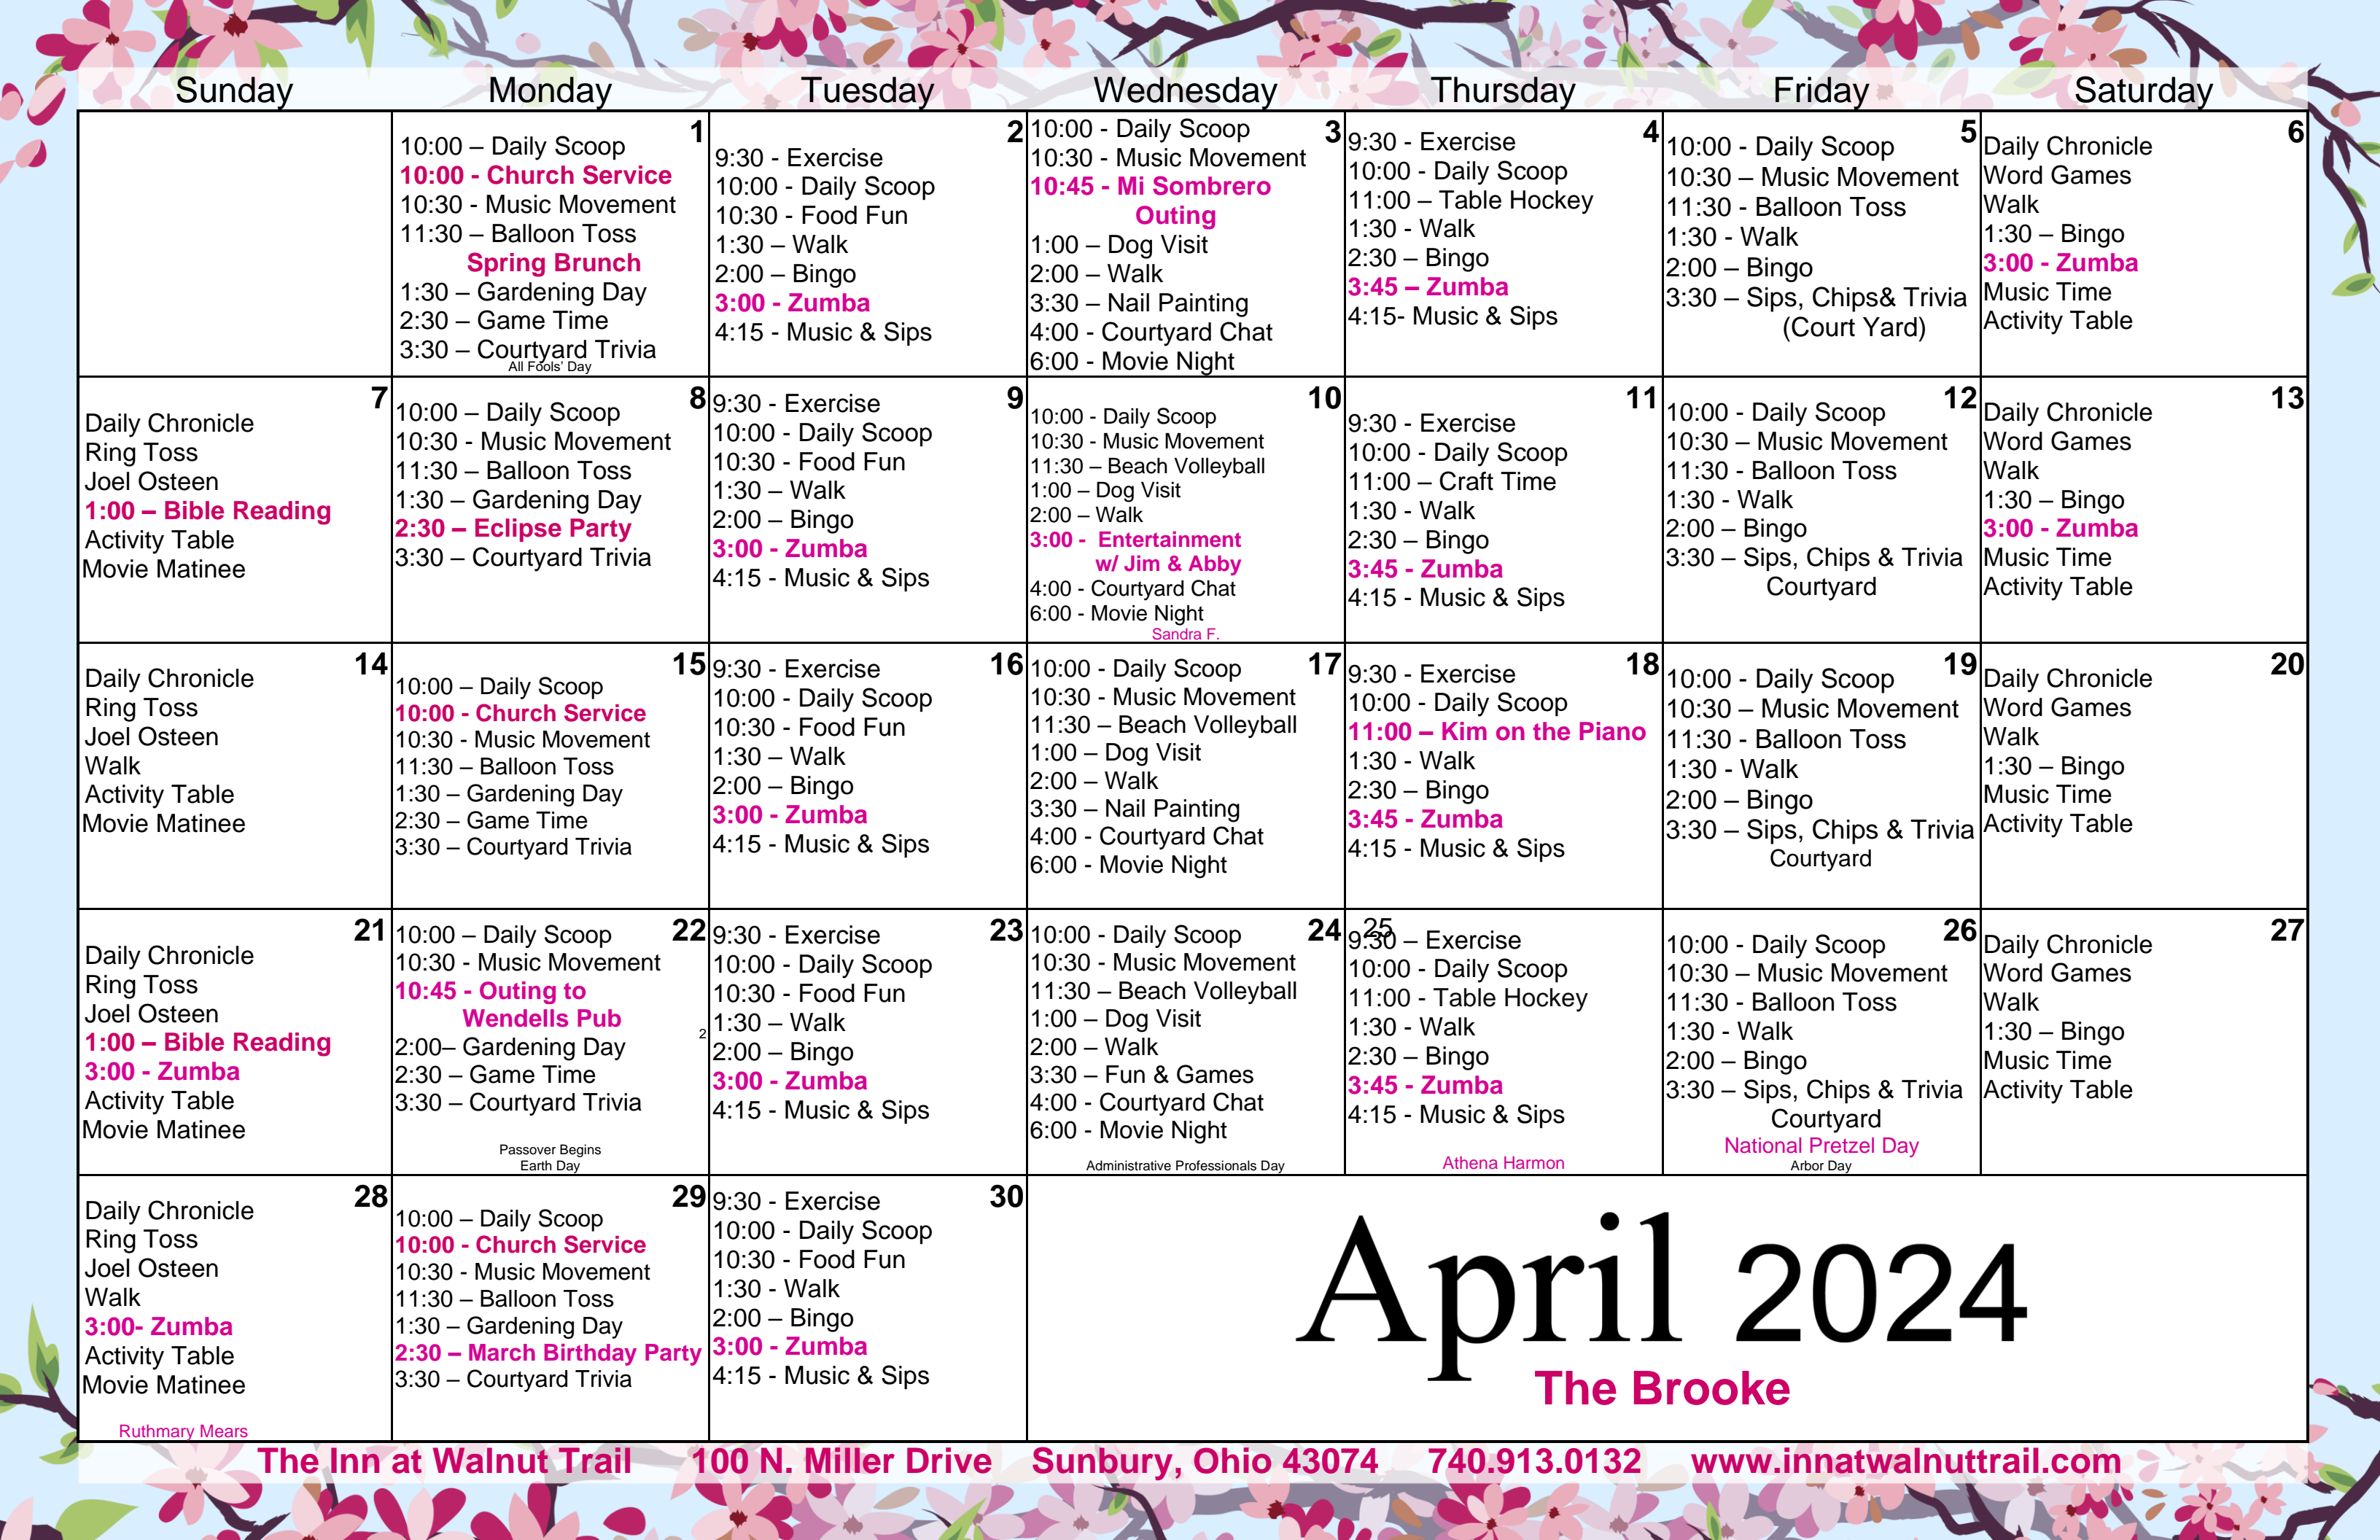 Sunday Monday Tuesday Wednesday Thursday Friday Saturday
1
10:00 – Daily Scoop
10:00 - Church Service
10:30 - Music Movement
11:30 – Balloon Toss
Spring Brunch
1:30 – Gardening Day
2:30 – Game Time
3:30 – Courtyard Trivia
All Fools' Day
2
9:30 - Exercise
10:00 - Daily Scoop
10:30 - Food Fun
1:30 – Walk
2:00 – Bingo
3:00 - Zumba
4:15 - Music & Sips
3
10:00 - Daily Scoop
10:30 - Music Movement
10:45 - Mi Sombrero
Outing
1:00 – Dog Visit
2:00 – Walk
3:30 – Nail Painting
4:00 - Courtyard Chat
6:00 - Movie Night
4
9:30 - Exercise
10:00 - Daily Scoop
11:00 – Table Hockey
1:30 - Walk
2:30 – Bingo
3:45 – Zumba
4:15- Music & Sips
5
10:00 - Daily Scoop
10:30 – Music Movement
11:30 - Balloon Toss
1:30 - Walk
2:00 – Bingo
3:30 – Sips, Chips& Trivia
(Court Yard)
6
Daily Chronicle
Word Games
Walk
1:30 – Bingo
3:00 - Zumba
Music Time
Activity Table
7
Daily Chronicle
Ring Toss
Joel Osteen
1:00 – Bible Reading
Activity Table
Movie Matinee
8
10:00 – Daily Scoop
10:30 - Music Movement
11:30 – Balloon Toss
1:30 – Gardening Day
2:30 – Eclipse Party
3:30 – Courtyard Trivia
9
9:30 - Exercise
10:00 - Daily Scoop
10:30 - Food Fun
1:30 – Walk
2:00 – Bingo
3:00 - Zumba
4:15 - Music & Sips
10
10:00 - Daily Scoop
10:30 - Music Movement
11:30 – Beach Volleyball
1:00 – Dog Visit
2:00 – Walk
3:00 - Entertainment
w/ Jim & Abby
4:00 - Courtyard Chat
6:00 - Movie Night
Sandra F.
11
9:30 - Exercise
10:00 - Daily Scoop
11:00 – Craft Time
1:30 - Walk
2:30 – Bingo
3:45 - Zumba
4:15 - Music & Sips
12
10:00 - Daily Scoop
10:30 – Music Movement
11:30 - Balloon Toss
1:30 - Walk
2:00 – Bingo
3:30 – Sips, Chips & Trivia
Courtyard
13
Daily Chronicle
Word Games
Walk
1:30 – Bingo
3:00 - Zumba
Music Time
Activity Table
14
Daily Chronicle
Ring Toss
Joel Osteen
Walk
Activity Table
Movie Matinee
15
10:00 – Daily Scoop
10:00 - Church Service
10:30 - Music Movement
11:30 – Balloon Toss
1:30 – Gardening Day
2:30 – Game Time
3:30 – Courtyard Trivia
16
9:30 - Exercise
10:00 - Daily Scoop
10:30 - Food Fun
1:30 – Walk
2:00 – Bingo
3:00 - Zumba
4:15 - Music & Sips
17
10:00 - Daily Scoop
10:30 - Music Movement
11:30 – Beach Volleyball
1:00 – Dog Visit
2:00 – Walk
3:30 – Nail Painting
4:00 - Courtyard Chat
6:00 - Movie Night
18
9:30 - Exercise
10:00 - Daily Scoop
11:00 – Kim on the Piano
1:30 - Walk
2:30 – Bingo
3:45 - Zumba
4:15 - Music & Sips
19
10:00 - Daily Scoop
10:30 – Music Movement
11:30 - Balloon Toss
1:30 - Walk
2:00 – Bingo
3:30 – Sips, Chips & Trivia
Courtyard
20
Daily Chronicle
Word Games
Walk
1:30 – Bingo
Music Time
Activity Table
21
Daily Chronicle
Ring Toss
Joel Osteen
1:00 – Bible Reading
3:00 - Zumba
Activity Table
Movie Matinee
22
10:00 – Daily Scoop
10:30 - Music Movement
10:45 - Outing to
Wendells Pub
2
2:00– Gardening Day
2:30 – Game Time
3:30 – Courtyard Trivia
Passover Begins
Earth Day
23
9:30 - Exercise
10:00 - Daily Scoop
10:30 - Food Fun
1:30 – Walk
2:00 – Bingo
3:00 - Zumba
4:15 - Music & Sips
24
10:00 - Daily Scoop
10:30 - Music Movement
11:30 – Beach Volleyball
1:00 – Dog Visit
2:00 – Walk
3:30 – Fun & Games
4:00 - Courtyard Chat
6:00 - Movie Night
Administrative Professionals Day
25
9:30 – Exercise
10:00 - Daily Scoop
11:00 - Table Hockey
1:30 - Walk
2:30 – Bingo
3:45 - Zumba
4:15 - Music & Sips
Athena Harmon
26
10:00 - Daily Scoop
10:30 – Music Movement
11:30 - Balloon Toss
1:30 - Walk
2:00 – Bingo
3:30 – Sips, Chips & Trivia
Courtyard
National Pretzel Day
Arbor Day
27
Daily Chronicle
Word Games
Walk
1:30 – Bingo
Music Time
Activity Table
28
Daily Chronicle
Ring Toss
Joel Osteen
Walk
3:00- Zumba
Activity Table
Movie Matinee
Ruthmary Mears
29
10:00 – Daily Scoop
10:00 - Church Service
10:30 - Music Movement
11:30 – Balloon Toss
1:30 – Gardening Day
2:30 – March Birthday Party
3:30 – Courtyard Trivia
30
9:30 - Exercise
10:00 - Daily Scoop
10:30 - Food Fun
1:30 - Walk
2:00 – Bingo
3:00 - Zumba
4:15 - Music & Sips
April 2024
The Brooke
The Inn at Walnut Trail 100 N. Miller Drive Sunbury, Ohio 43074 740.913.0132 www.innatwalnuttrail.com